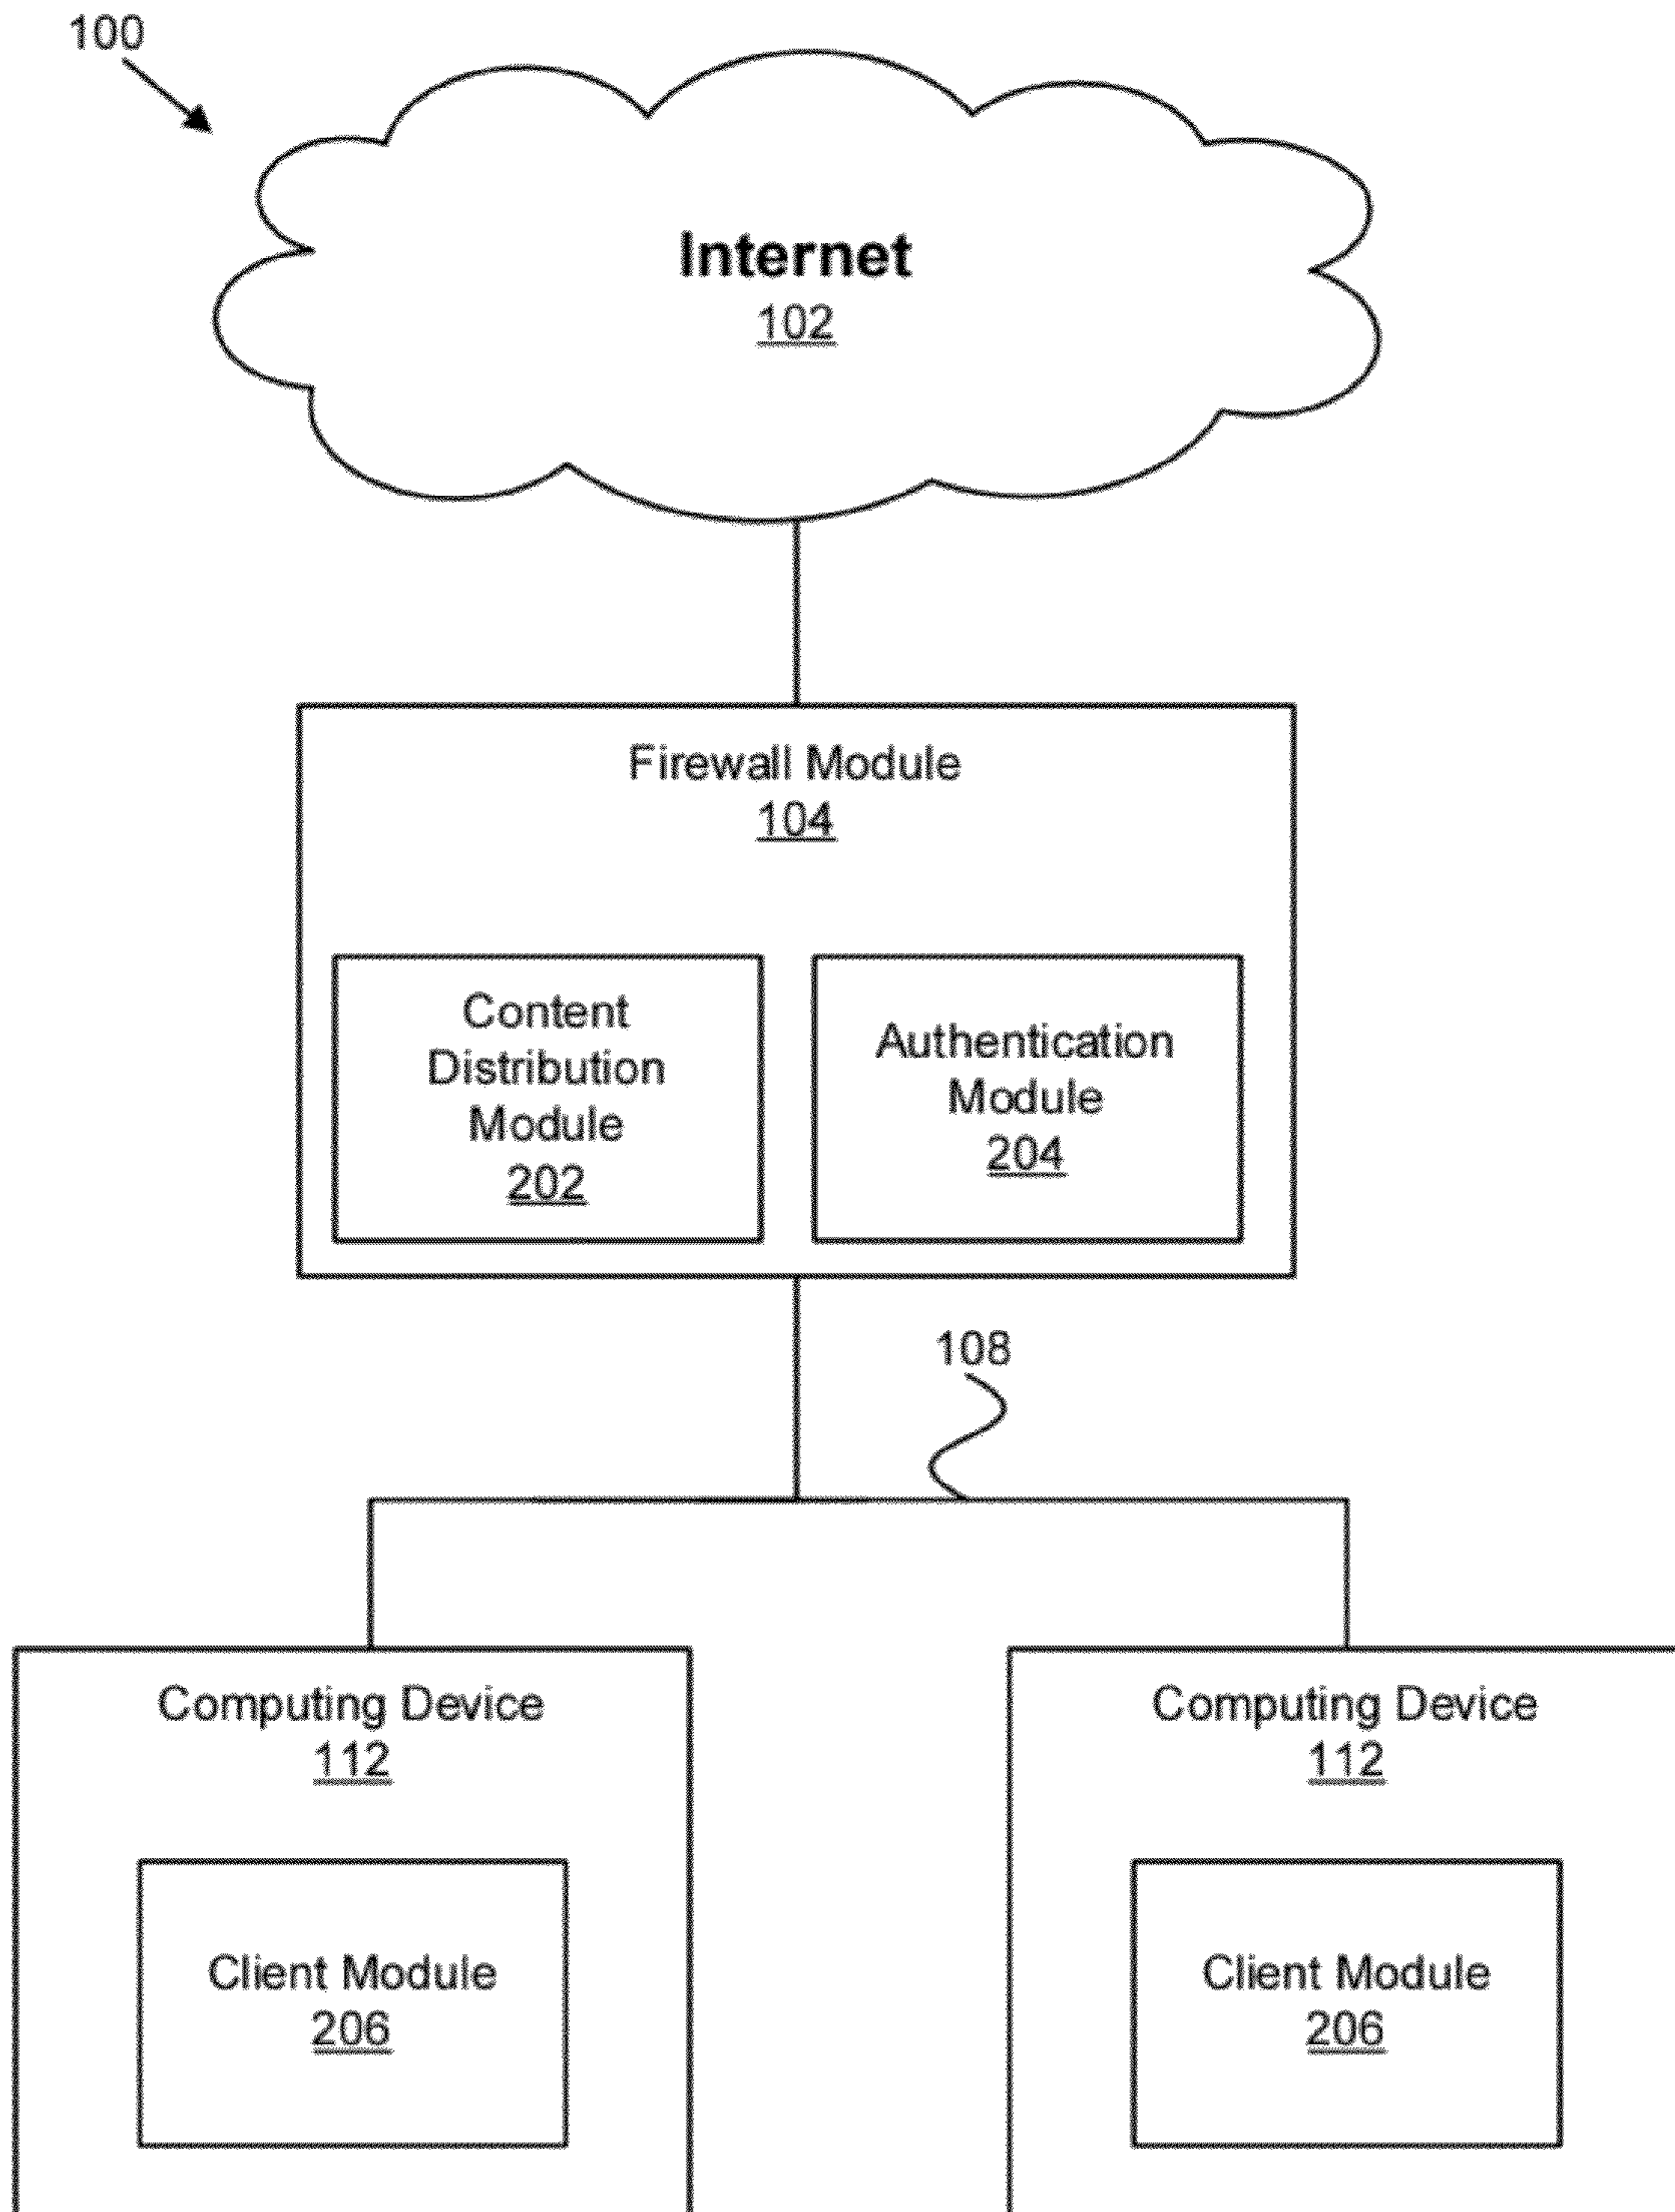 100
Internet
102
Firewall Module
104
Content
Distribution
Module
202
Authentication
Module
204
108
Computing Device
112
Client Module
206
Computing Device
112
Client Module
206